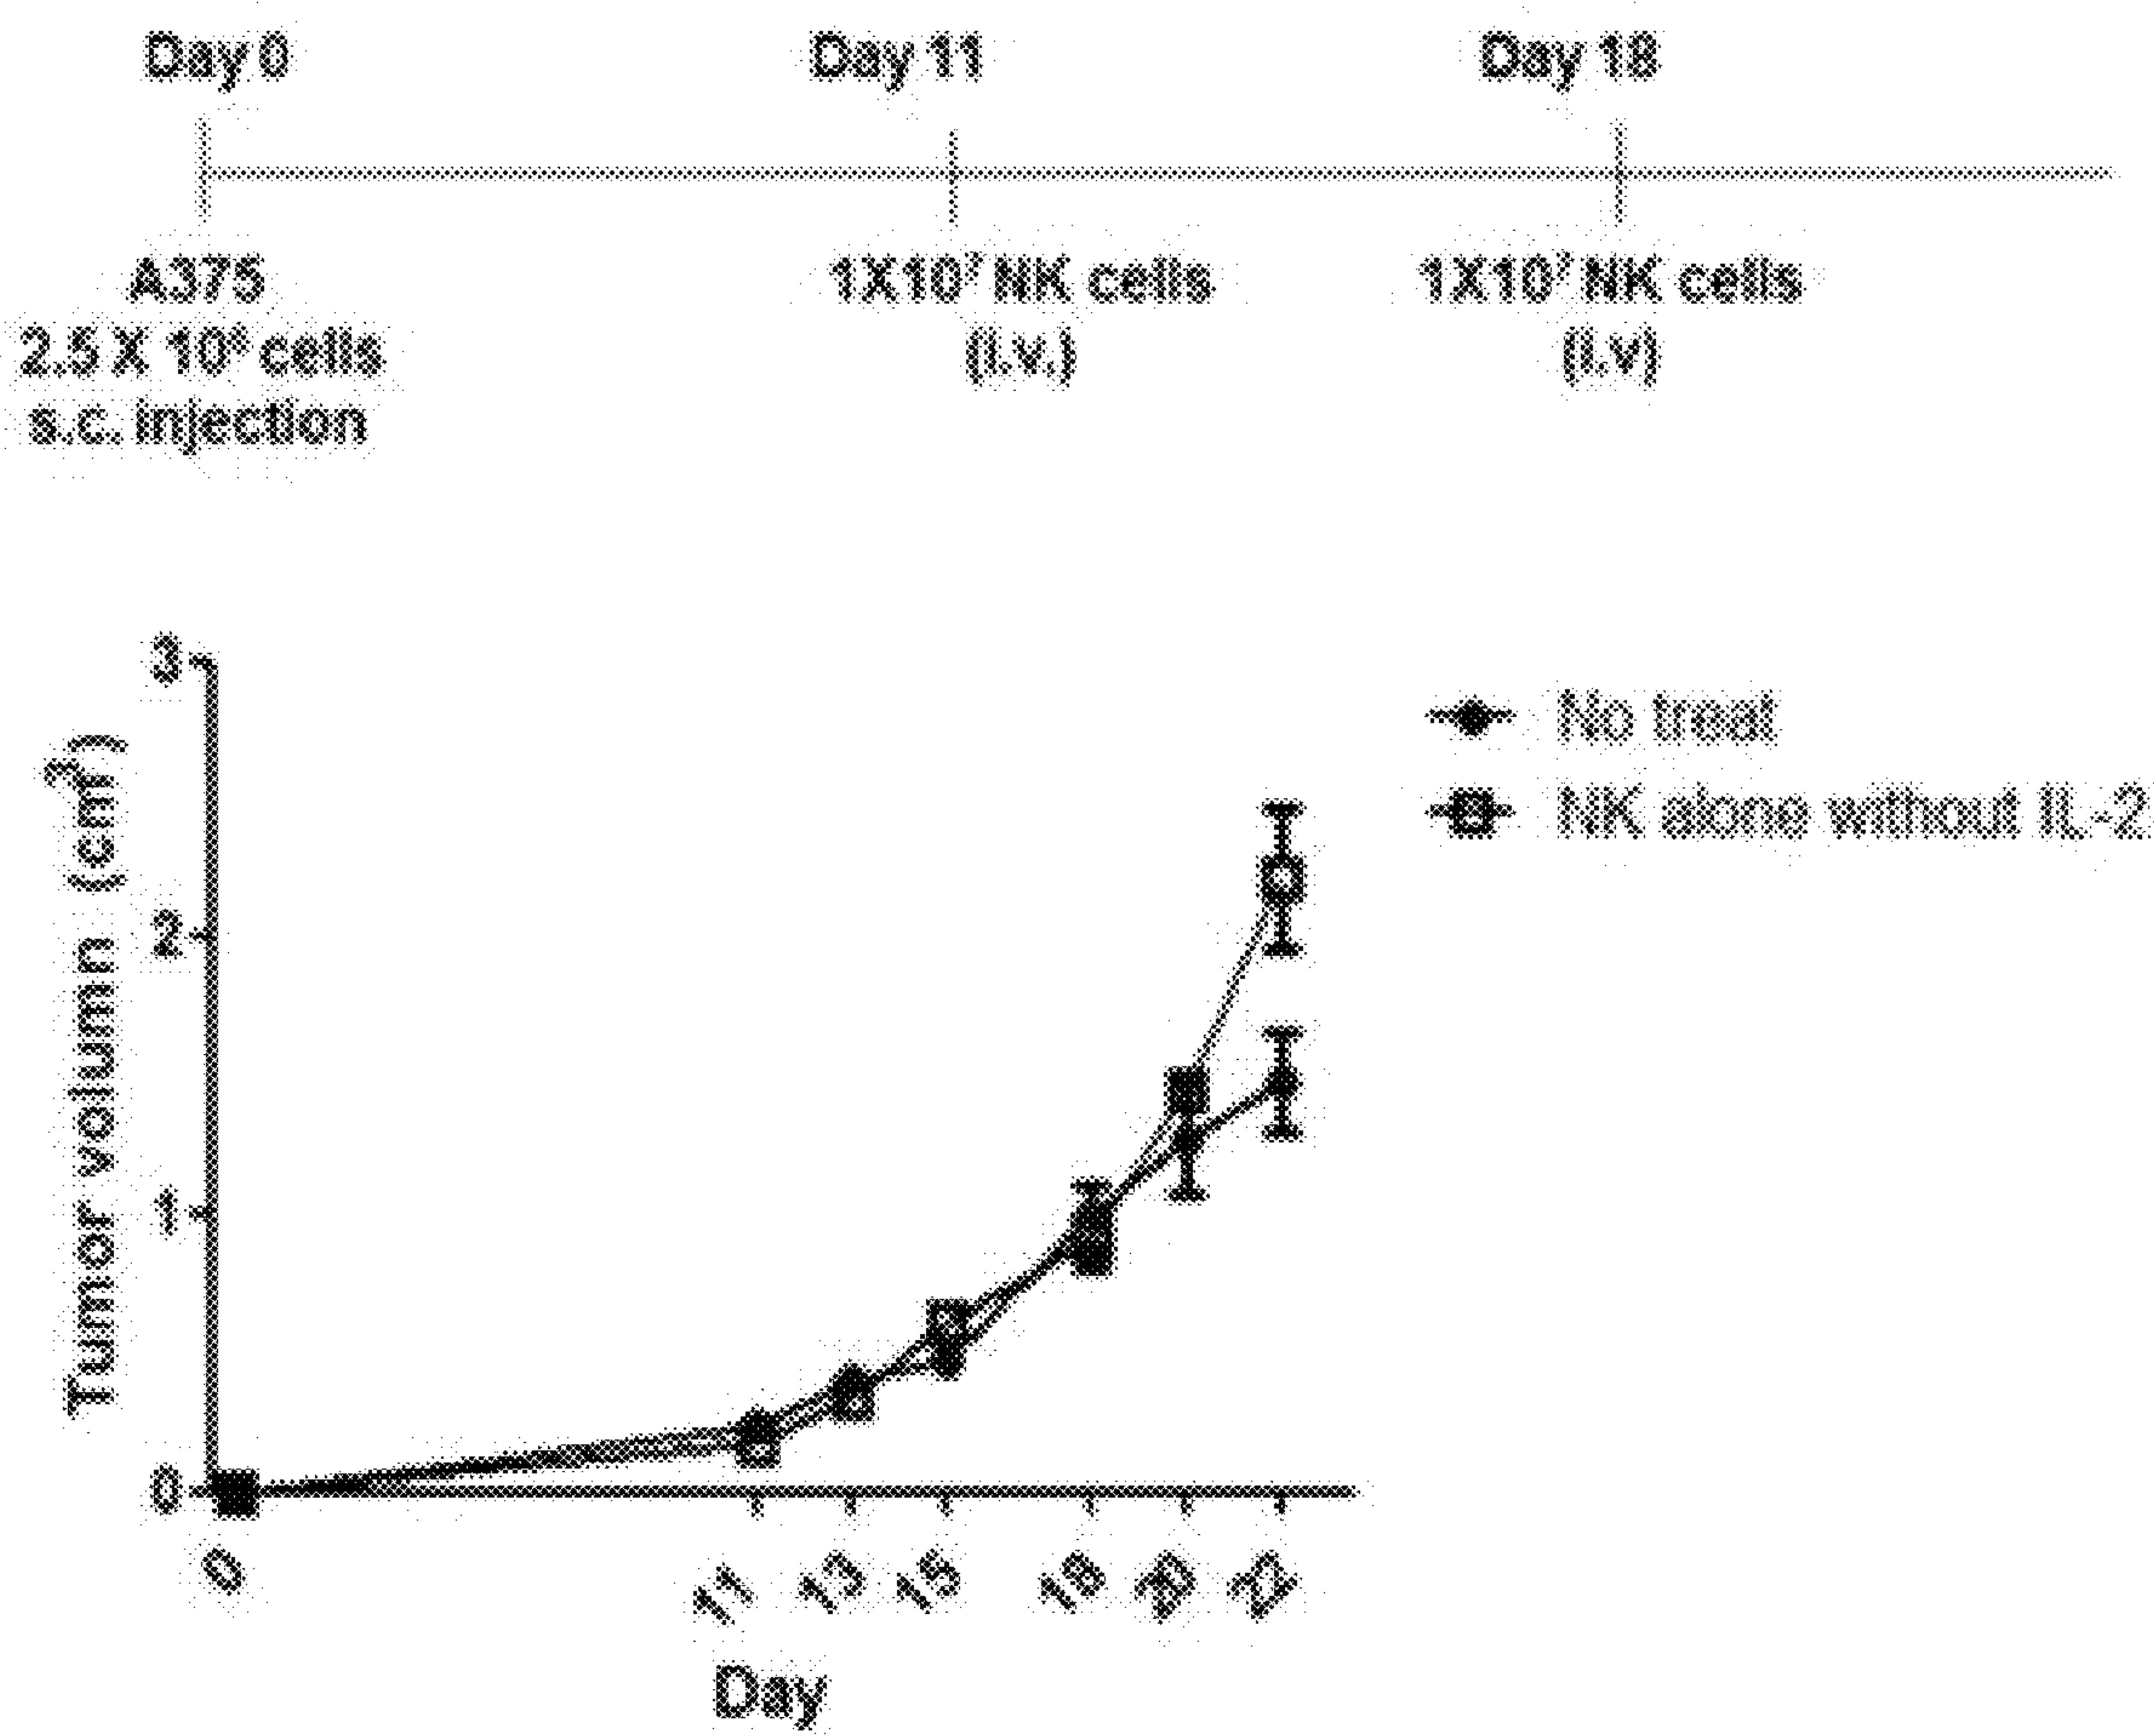 Day 0
Day 11
Day 18
A375
2.5 X 10⁶ cells
s.c. injection
1X10⁷ NK cells
(i.v.)
1X10⁷ NK cells
(i.v)
3
2
1
0
Tumor volumn (cm³)
No treat
NK alone without IL-2
0
11
13
15
18
20
22
Day